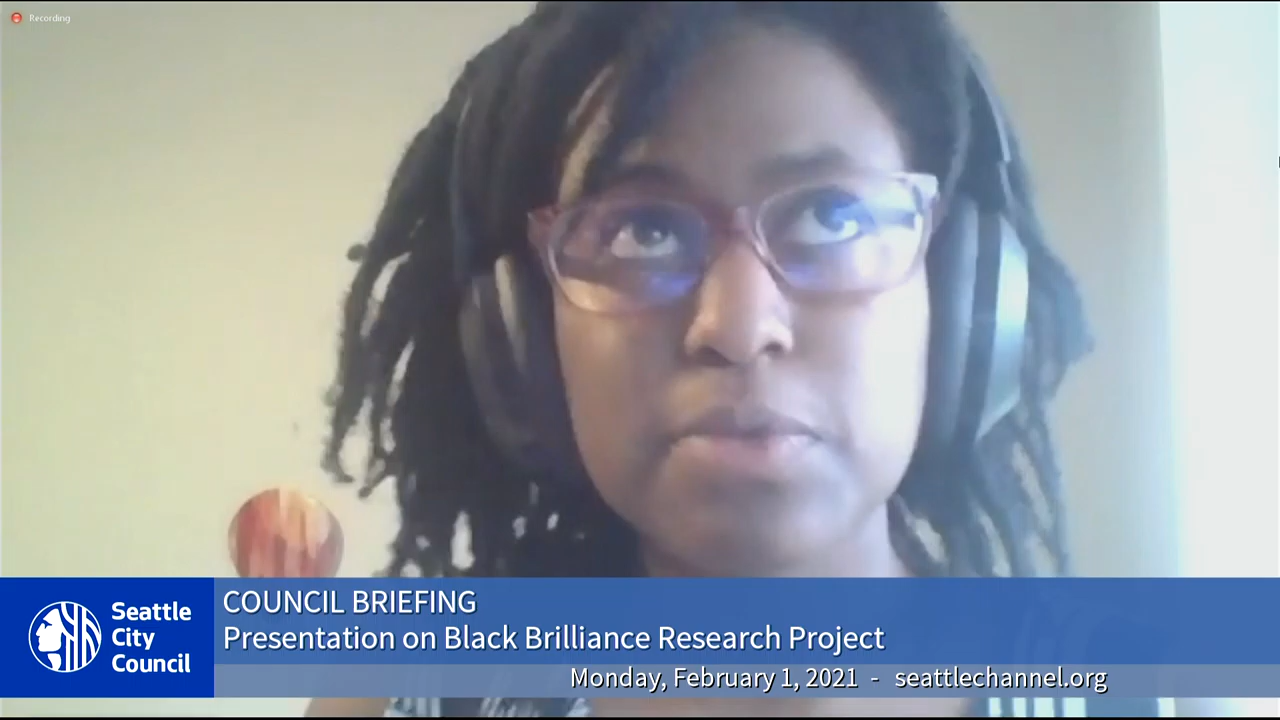 Recording
COUNCIL BRIEFING
Presentation on Black Brilliance Research Project
Seattle
City
Council
Monday, February 1, 2021 - seattlechannel.org